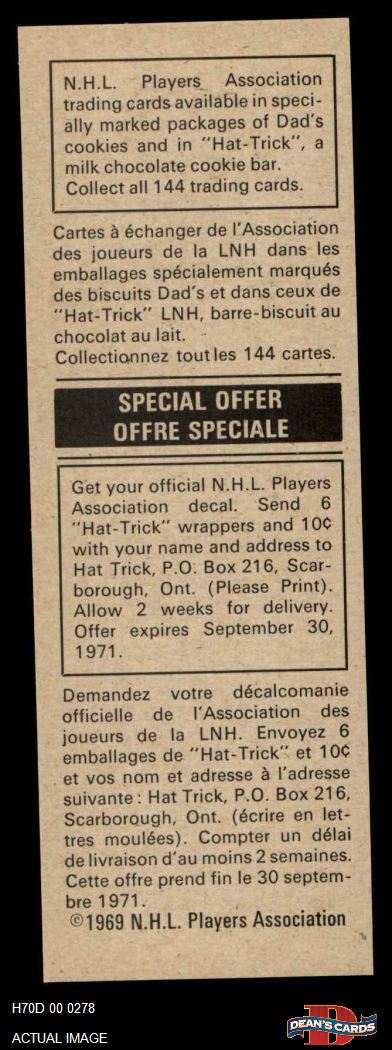 N.H.L. Players Association
trading cards available in speci-
ally marked packages of Dad's
cookies and in "Hat-Trick", a
milk chocolate cookie bar.
Collect all 144 trading cards.
Cartes à échanger de l'Association
des joueurs de la LNH dans les
emballages spécialement marqués
des biscuits Dad's et dans ceux de
"Hat-Trick" LNH, barre-biscuit au
chocolat au lait.
Collectionnez toutles 144 cartes.
SPECIAL OFFER
OFFRE SPECIALE
Get your official N.H.L. Players
Association decal. Send 6
"Hat-Trick" wrappers and 10¢
with your name and address to
Hat Trick, P.O. Box 216, Scar-
borough, Ont. (Please Print).
Allow 2 weeks for delivery.
Offer expires September 30,
1971.
Demandez votre décalcomanie
officielle de l'Association des
joueurs de la LNH. Envoyez 6
emballages de "Hat-Trick" et 10¢
et vos nom et adresse à l'adresse
suivante: Hat Trick, P.O. Box 216,
Scarborough, Ont. (écrire en let-
tres moulées). Compter un délai
de livraison d'au moins 2 semaines.
Cette offre prend fin le 30 septem-
bre 1971.
©1969 N.H.L. Players Association
H70D 00 0278
ACTUAL IMAGE
DEAN'S CARDS